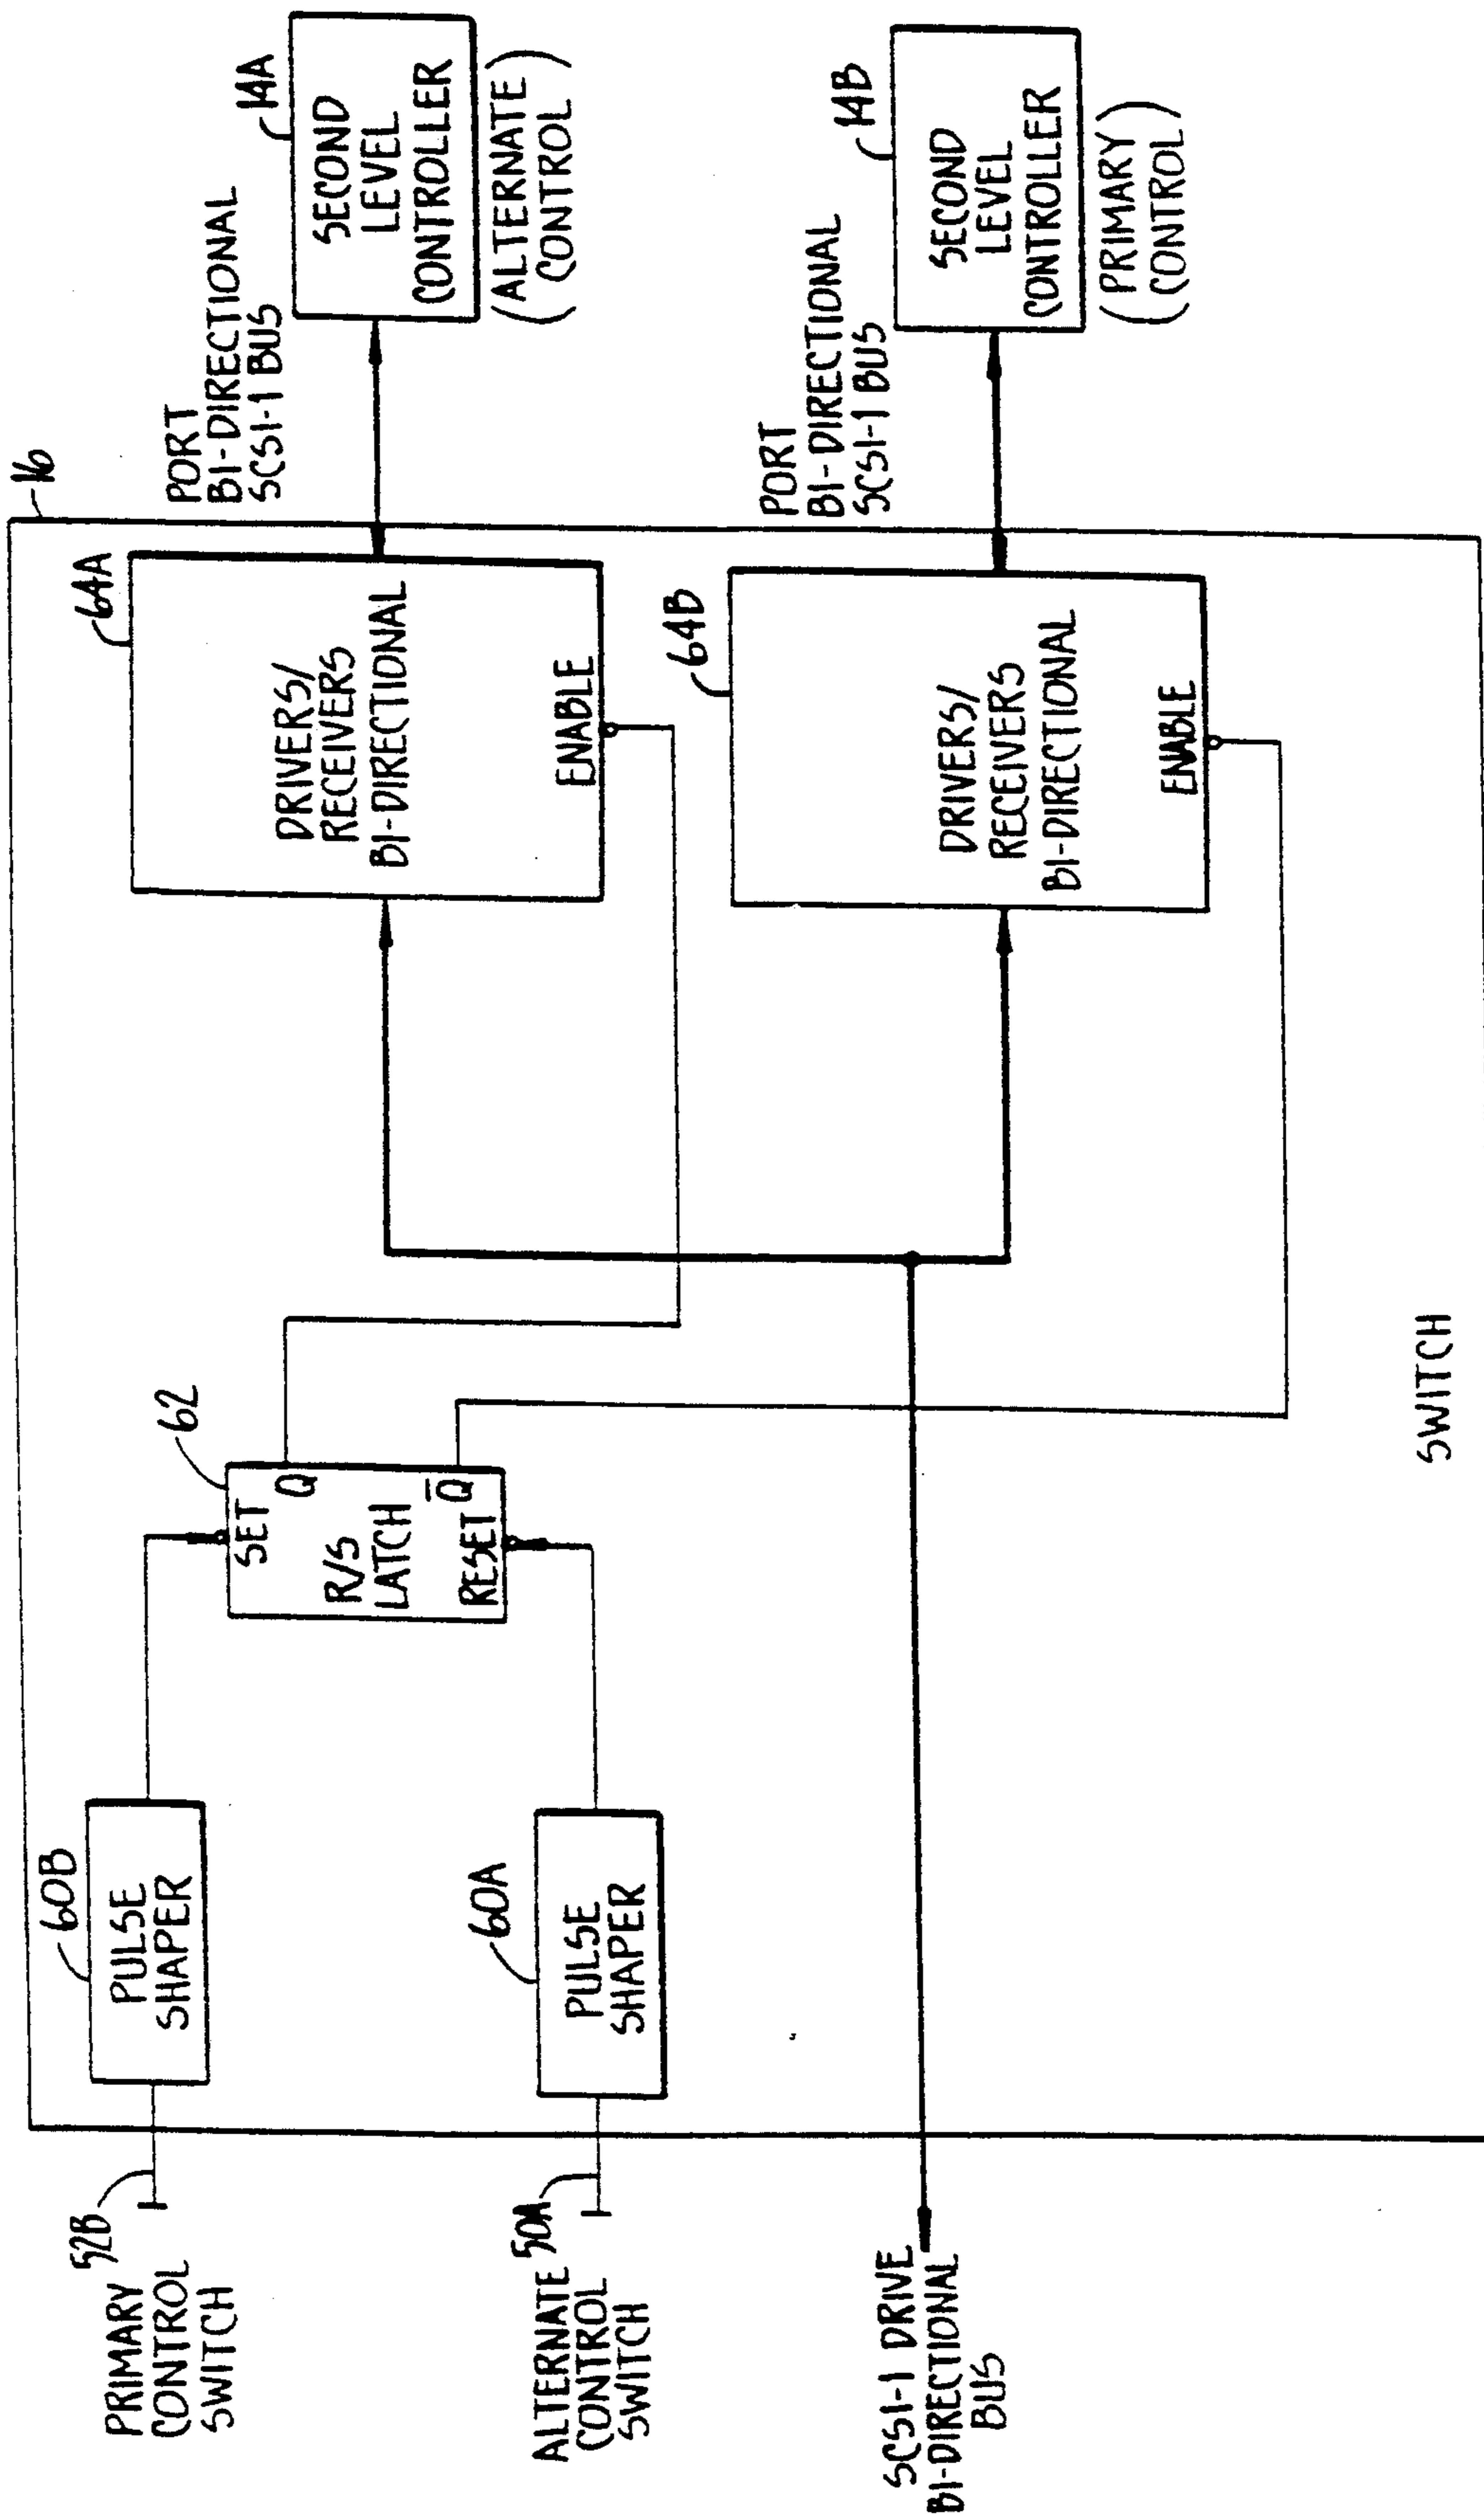 PRIMARY
CONTROL
SWITCH
52B
60B
PULSE
SHAPER
62
SET
Q
R/S
LATCH
Q̅
RESET
ALTERNATE
CONTROL
SWITCH
50A
60A
PULSE
SHAPER
SCSI-1 DRIVE
BI-DIRECTIONAL
BUS
16
64A
DRIVERS/
RECEIVERS
BI-DIRECTIONAL
ENABLE
64B
DRIVERS/
RECEIVERS
BI-DIRECTIONAL
ENABLE
PORT
BI-DIRECTIONAL
SCSI-1 BUS
14A
SECOND
LEVEL
CONTROLLER
(ALTERNATE)
(CONTROL)
PORT
BI-DIRECTIONAL
SCSI-1 BUS
14B
SECOND
LEVEL
CONTROLLER
(PRIMARY)
(CONTROL)
SWITCH